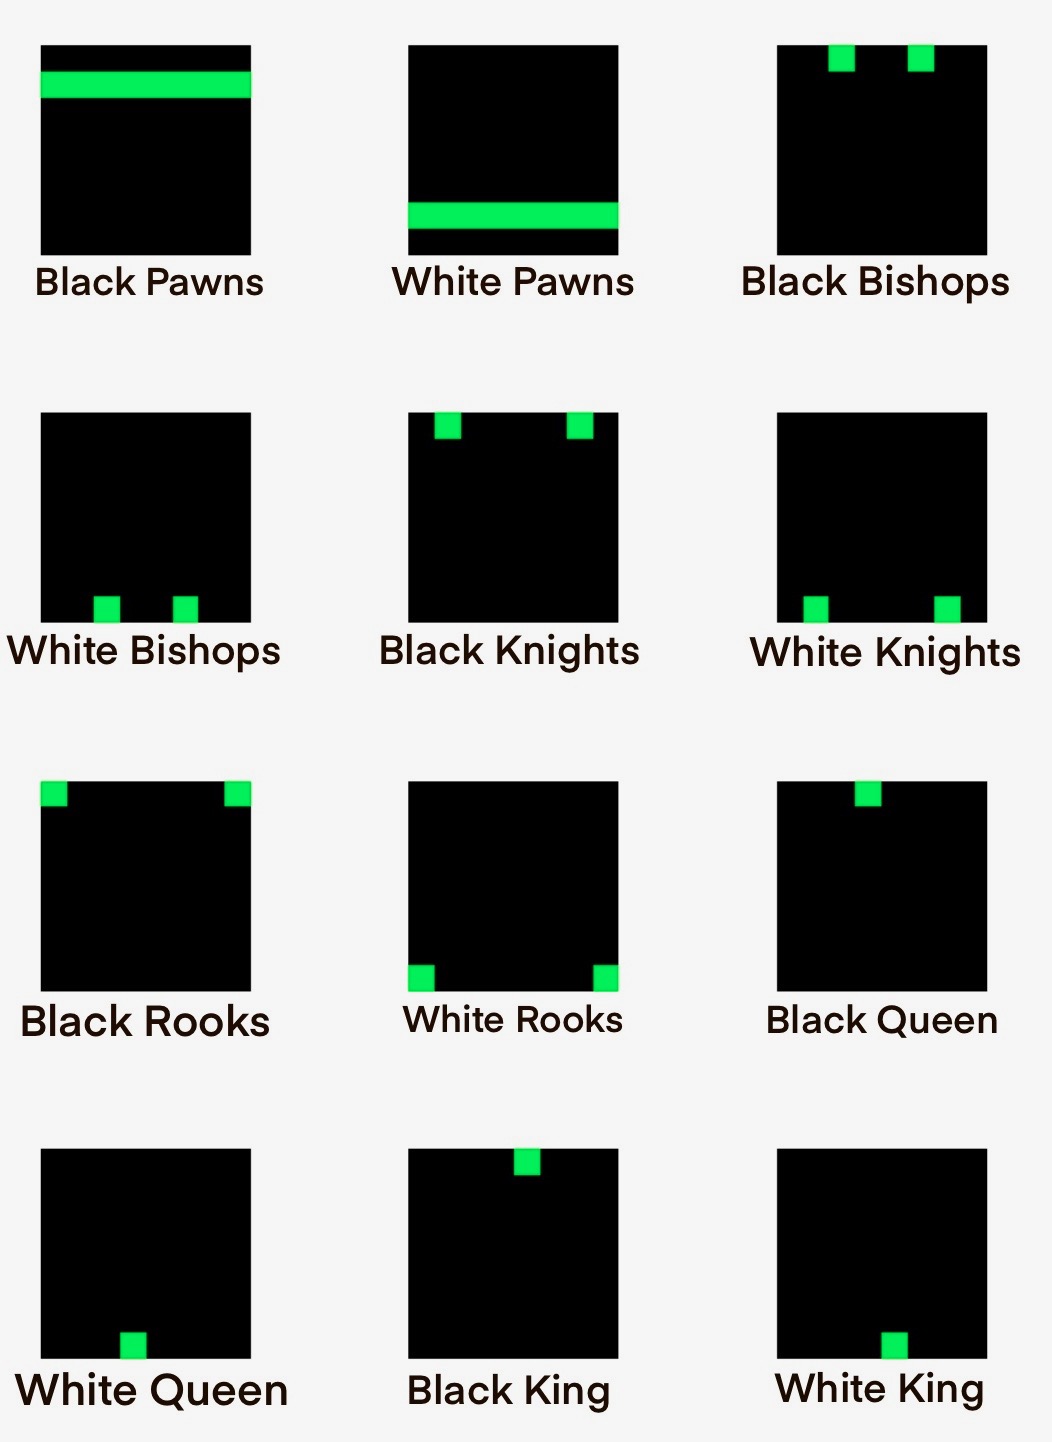 Black Pawns
White Pawns
Black Bishops
White Bishops
Black Knights
White Knights
Black Rooks
White Rooks
Black Queen
White Queen
Black King
White King